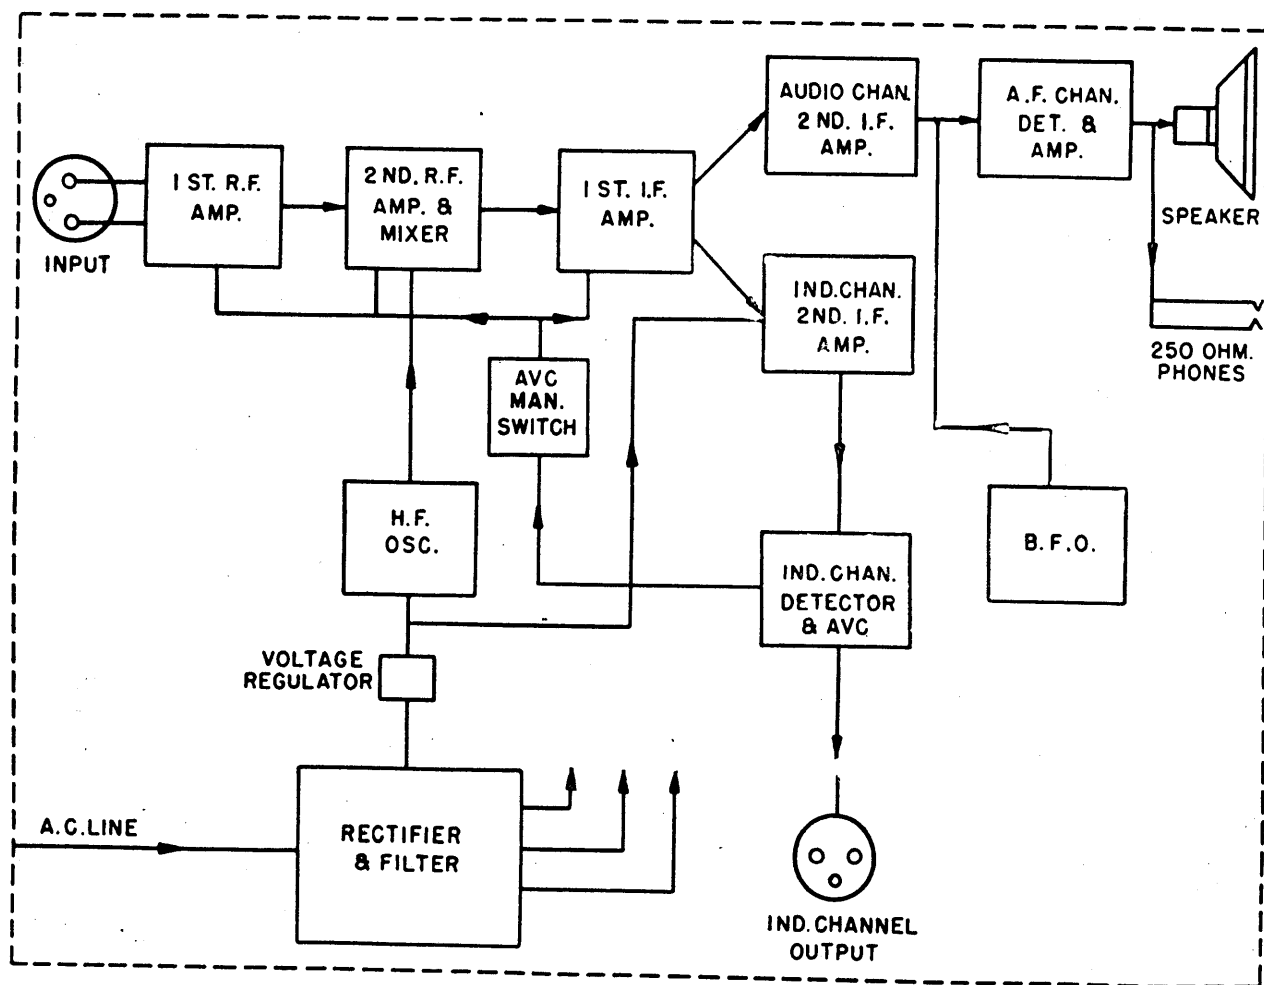 INPUT
1 ST. R.F.
AMP.
2 ND. R.F.
AMP. &
MIXER
1 ST. I.F.
AMP.
AUDIO CHAN.
2 ND. I.F.
AMP.
A.F. CHAN.
DET. &
AMP.
SPEAKER
250 OHM.
PHONES
IND. CHAN.
2ND. I.F.
AMP.
AVC
MAN.
SWITCH
H.F.
OSC.
B.F.O.
IND. CHAN.
DETECTOR
& AVC
VOLTAGE
REGULATOR
A.C. LINE
RECTIFIER
& FILTER
IND. CHANNEL
OUTPUT